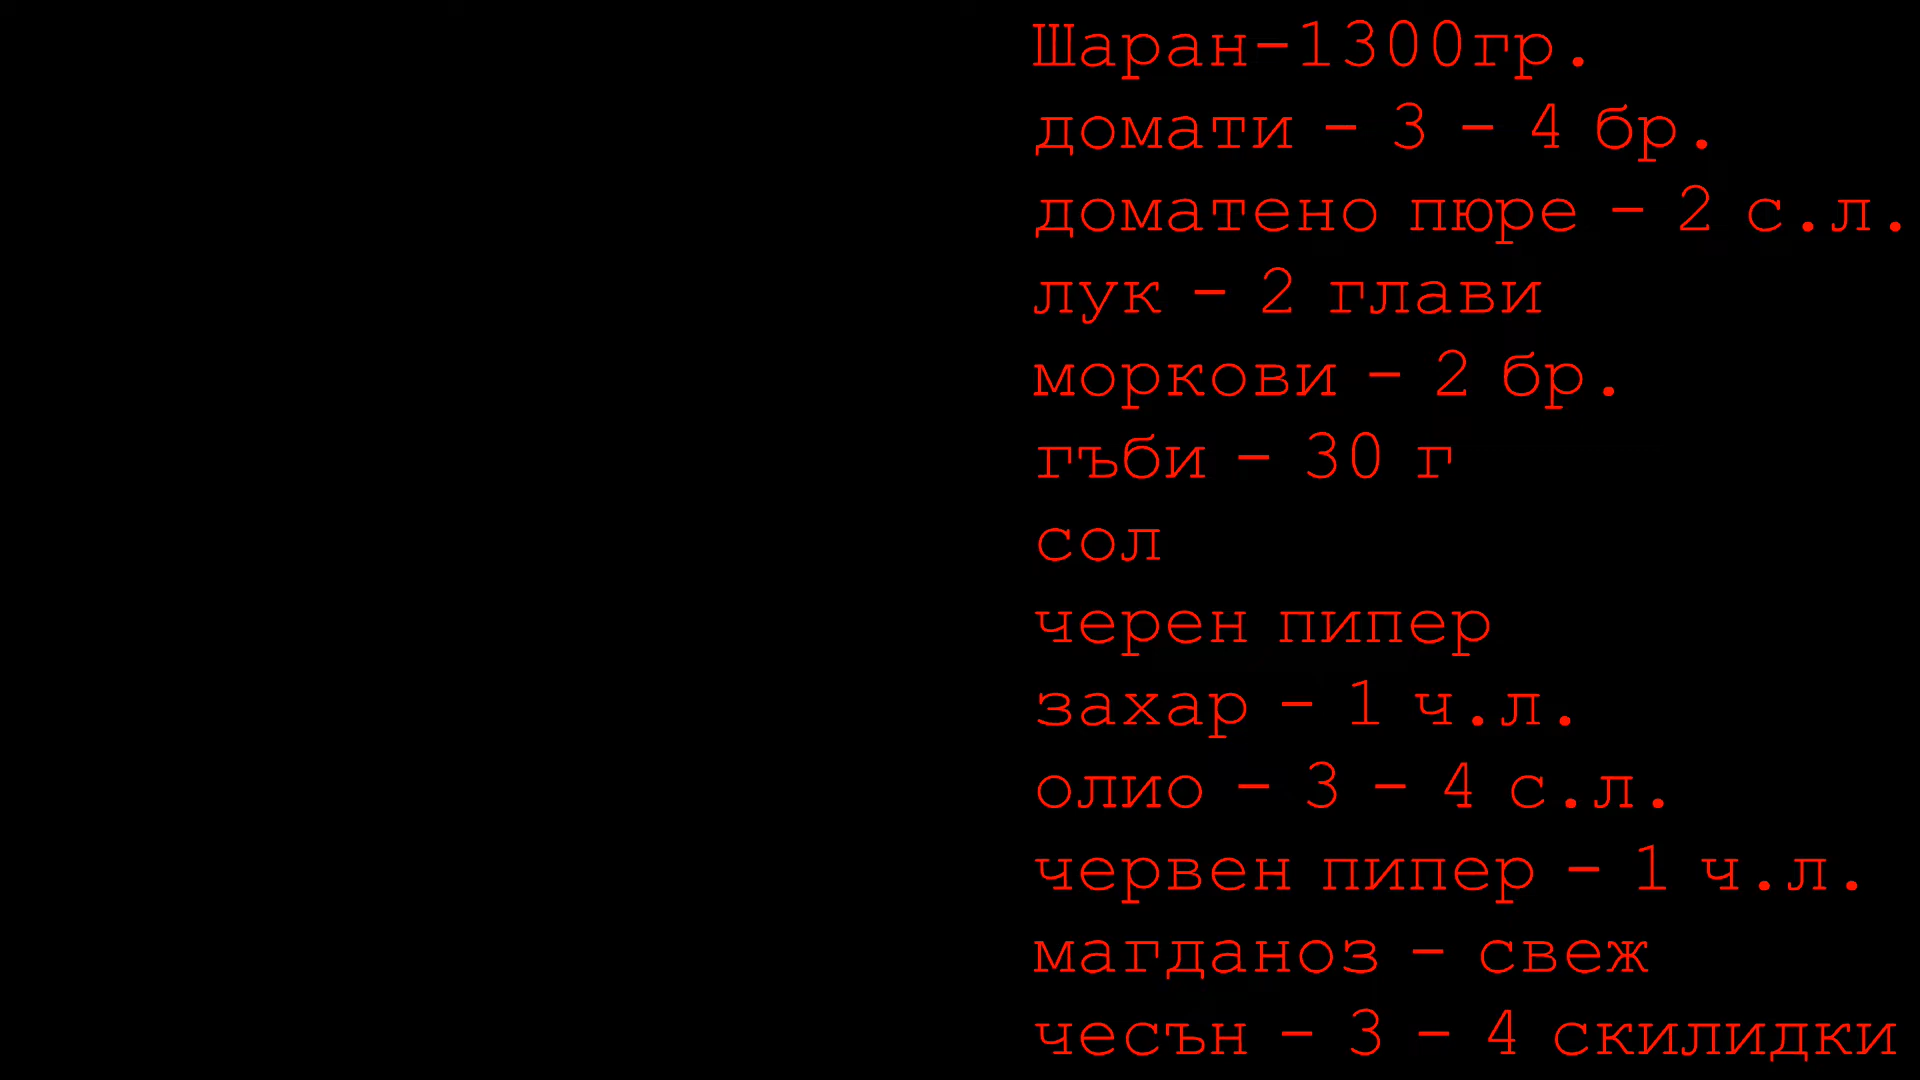 Шаран-1300гр.
домати - 3 - 4 бр.
доматено пюре - 2 с.л.
лук - 2 глави
моркови - 2 бр.
гъби - 30 г
сол
черен пипер
захар - 1 ч.л.
олио - 3 - 4 с.л.
червен пипер - 1 ч.л.
магданоз - свеж
чесън - 3 - 4 скилидки